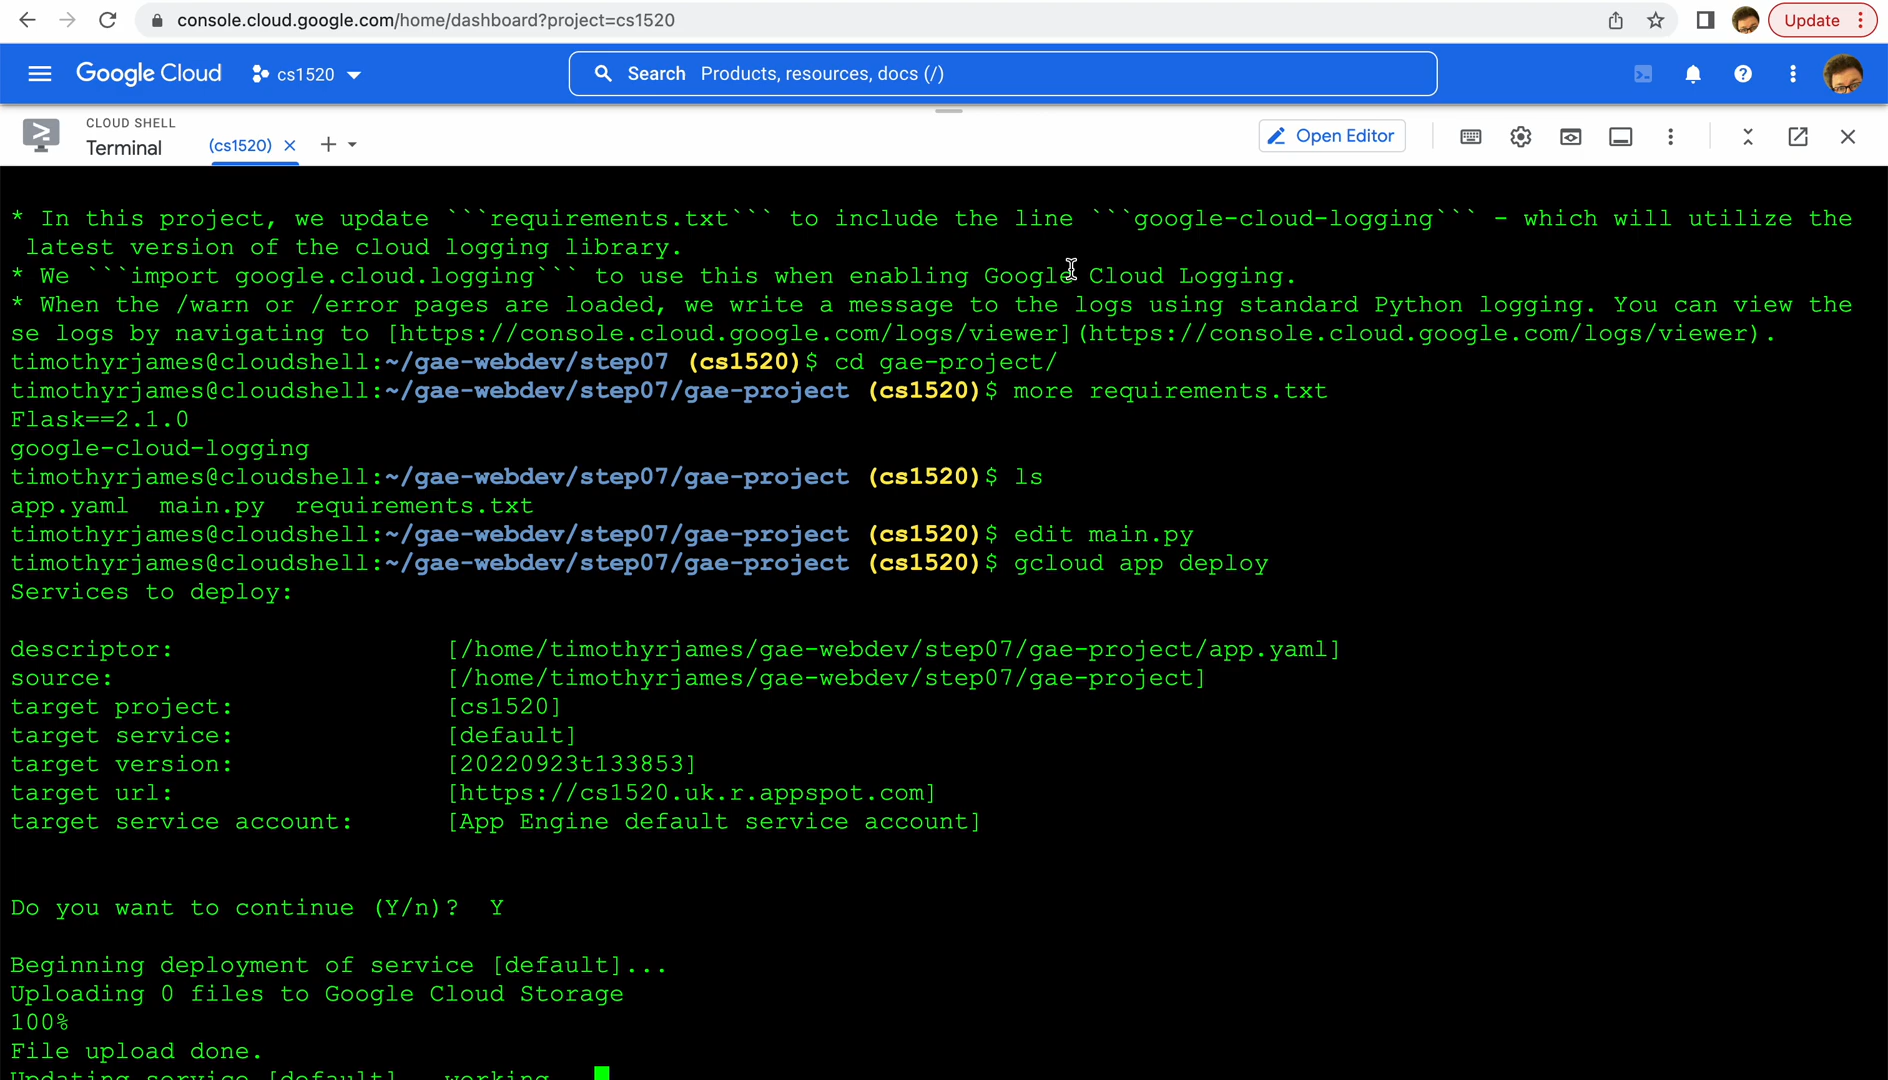 console.cloud.google.com/home/dashboard?project=cs1520
Update
Google Cloud
cs1520
Search Products, resources, docs (/)
CLOUD SHELL
Terminal
(cs1520)
Open Editor
* In this project, we update ```requirements.txt``` to include the line ```google-cloud-logging``` - which will utilize the
latest version of the cloud logging library.
* We ```import google.cloud.logging``` to use this when enabling Google Cloud Logging.
* When the /warn or /error pages are loaded, we write a message to the logs using standard Python logging. You can view the
se logs by navigating to [https://console.cloud.google.com/logs/viewer](https://console.cloud.google.com/logs/viewer).
timothyrjames@cloudshell:~/gae-webdev/step07 (cs1520)$ cd gae-project/
timothyrjames@cloudshell:~/gae-webdev/step07/gae-project (cs1520)$ more requirements.txt
Flask==2.1.0
google-cloud-logging
timothyrjames@cloudshell:~/gae-webdev/step07/gae-project (cs1520)$ ls
app.yaml  main.py  requirements.txt
timothyrjames@cloudshell:~/gae-webdev/step07/gae-project (cs1520)$ edit main.py
timothyrjames@cloudshell:~/gae-webdev/step07/gae-project (cs1520)$ gcloud app deploy
Services to deploy:
descriptor: [/home/timothyrjames/gae-webdev/step07/gae-project/app.yaml]
source: [/home/timothyrjames/gae-webdev/step07/gae-project]
target project: [cs1520]
target service: [default]
target version: [20220923t133853]
target url: [https://cs1520.uk.r.appspot.com]
target service account: [App Engine default service account]
Do you want to continue (Y/n)?  Y
Beginning deployment of service [default]...
Uploading 0 files to Google Cloud Storage
100%
File upload done.
Updating service [default]...working...